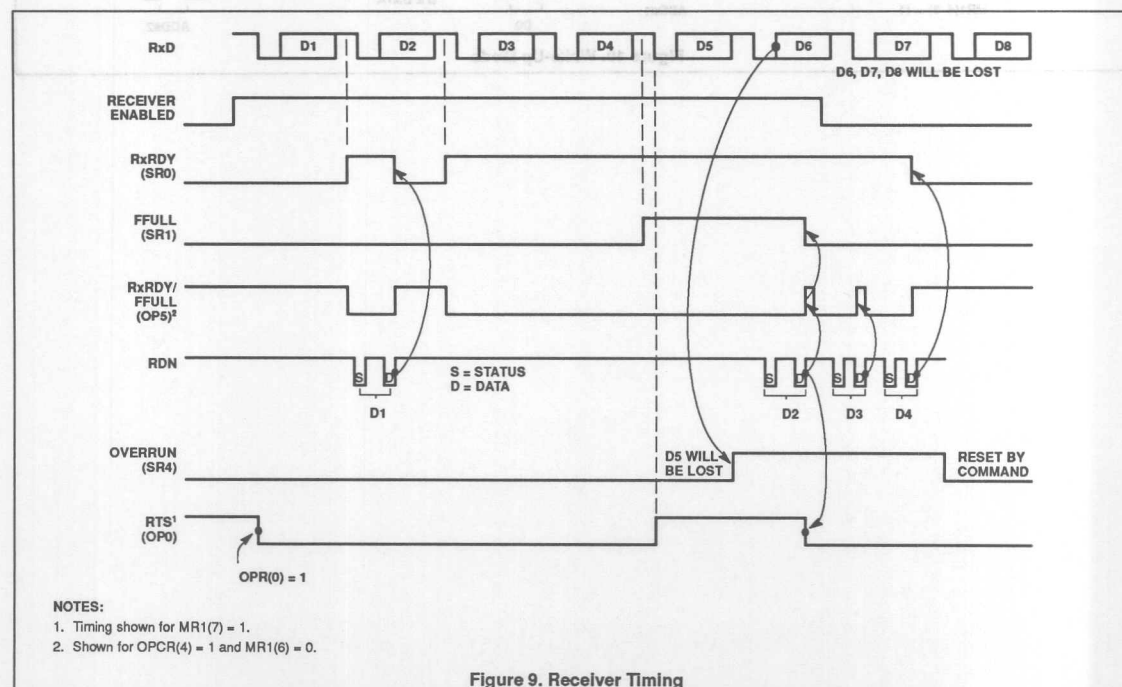 RxD D1 D2 D3 D4 D5 D6 D7 D8
D6, D7, D8 WILL BE LOST
RECEIVER
ENABLED
RxRDY
(SR0)
FFULL
(SR1)
RxRDY/
FFULL
(OP5)²
RDN
S = STATUS
D = DATA
S D S D S D S D
D1 D2 D3 D4
OVERRUN
(SR4)
D5 WILL
BE LOST
RESET BY
COMMAND
RTS¹
(OP0)
OPR(0) = 1
NOTES:
1. Timing shown for MR1(7) = 1.
2. Shown for OPCR(4) = 1 and MR1(6) = 0.
Figure 9. Receiver Timing